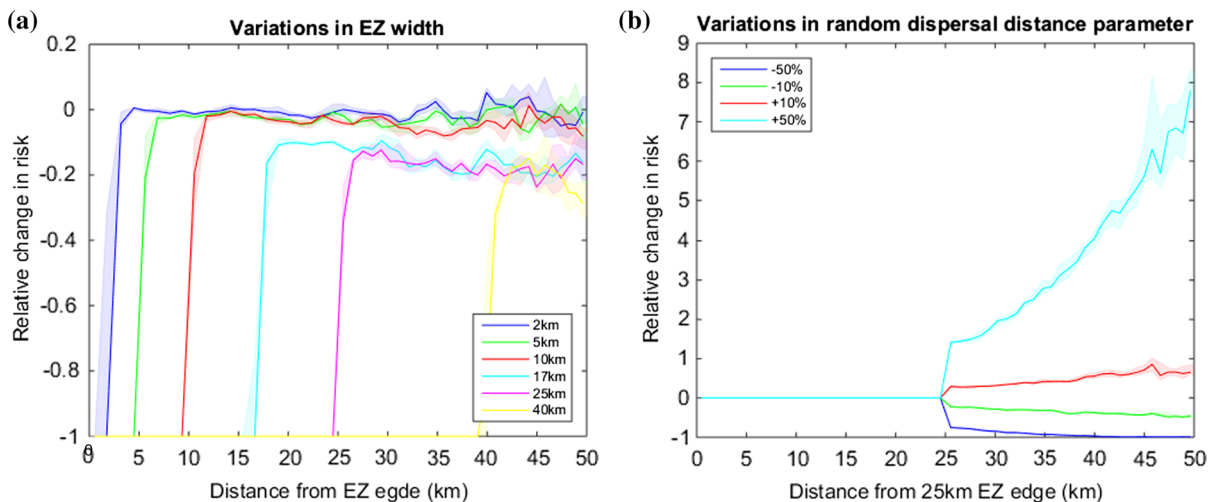 (a)
Variations in EZ width
Relative change in risk
0.2
0
-0.2
-0.4
-0.6
-0.8
-1
0 5 10 15 20 25 30 35 40 45 50
Distance from EZ egde (km)
2km
5km
10km
17km
25km
40km
(b)
Variations in random dispersal distance parameter
Relative change in risk
9
8
7
6
5
4
3
2
1
0
-1
0 5 10 15 20 25 30 35 40 45 50
Distance from 25km EZ edge (km)
-50%
-10%
+10%
+50%